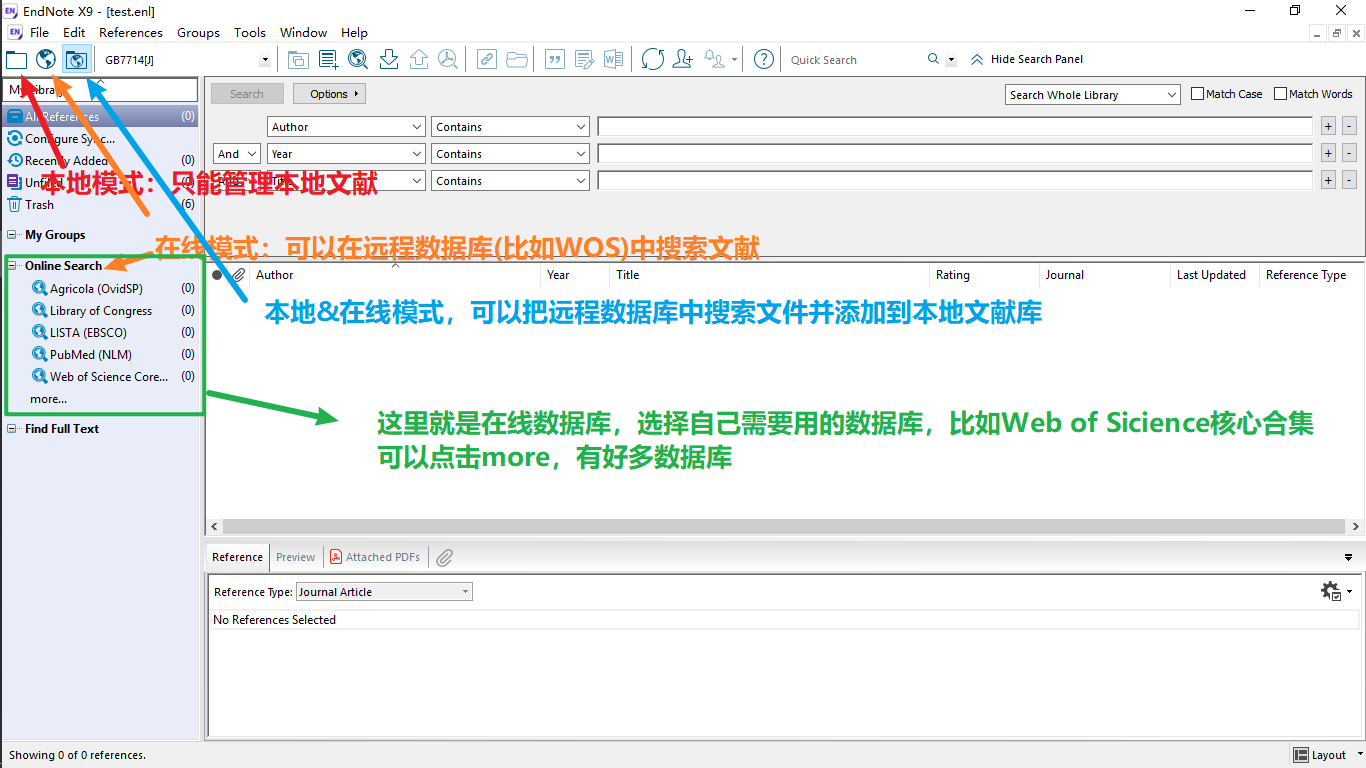 EndNote X9 - [test.enl]
File Edit References Groups Tools Window Help
GB7714[J]
Quick Search
Hide Search Panel
My Library
Search
Options
Search Whole Library
Match Case
Match Words
All References (0)
Author Contains
+ -
Configure Sync...
And Year Contains
+ -
Recently Added (0)
Unfiled (0)
本地模式：只能管理本地文献
And Title Contains
+ -
Trash (6)
My Groups
在线模式：可以在远程数据库(比如WOS)中搜索文献
Online Search
Author Year Title Rating Journal Last Updated Reference Type
Agricola (OvidSP) (0)
Library of Congress (0)
本地&在线模式，可以把远程数据库中搜索文件并添加到本地文献库
LISTA (EBSCO) (0)
PubMed (NLM) (0)
Web of Science Core... (0)
more...
这里就是在线数据库，选择自己需要用的数据库，比如Web of Sicience核心合集
可以点击more，有好多数据库
Find Full Text
Reference Preview Attached PDFs
Reference Type: Journal Article
No References Selected
Showing 0 of 0 references.
Layout